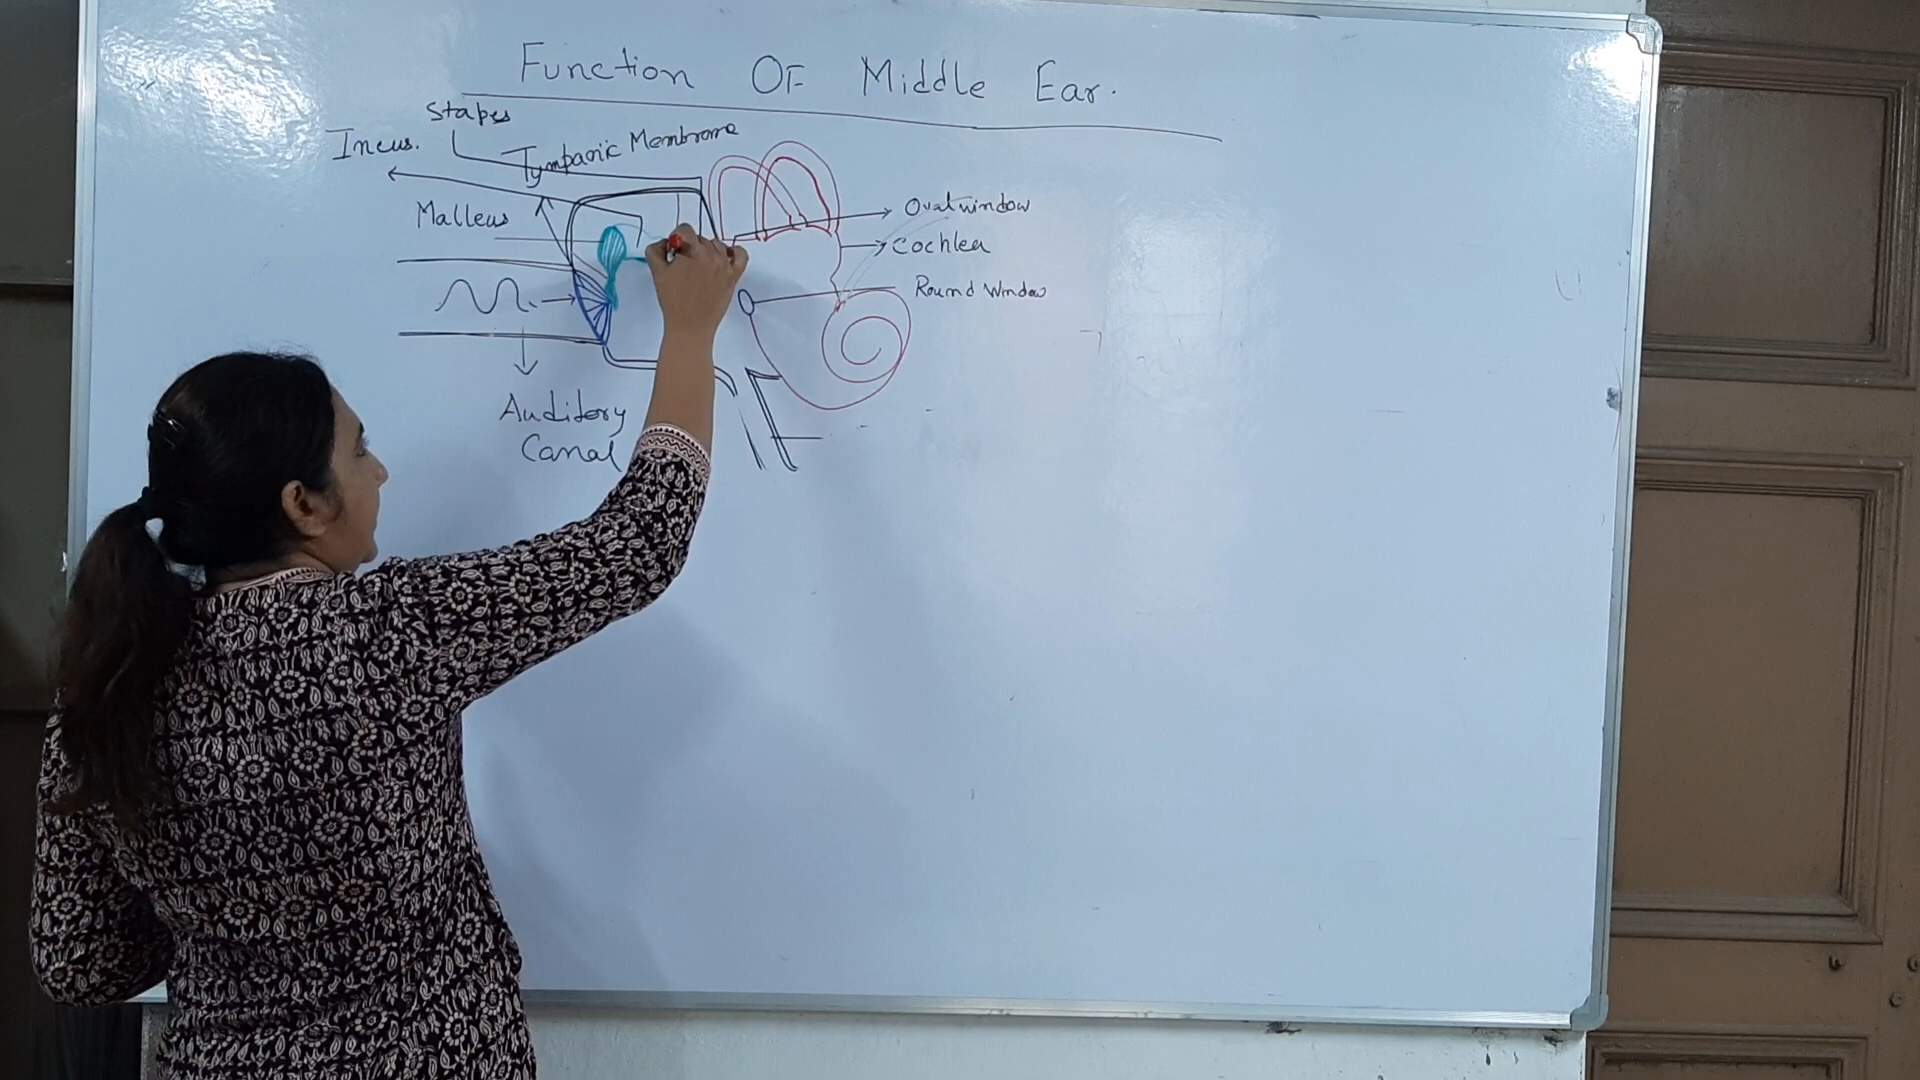 Function OF Middle Ear.
Stapes
Incus.
Tympanic Membrane
Malleus
Oval window
Cochlea
Round Window
Auditory
Canal